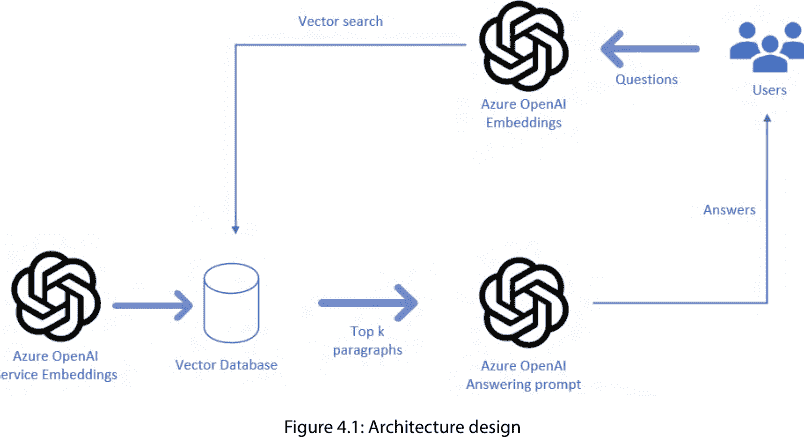 Vector search
Questions
Users
Azure OpenAI
Embeddings
Answers
Azure OpenAI
ervice Embeddings
Vector Database
Top k
paragraphs
Azure OpenAI
Answering prompt
Figure 4.1: Architecture design